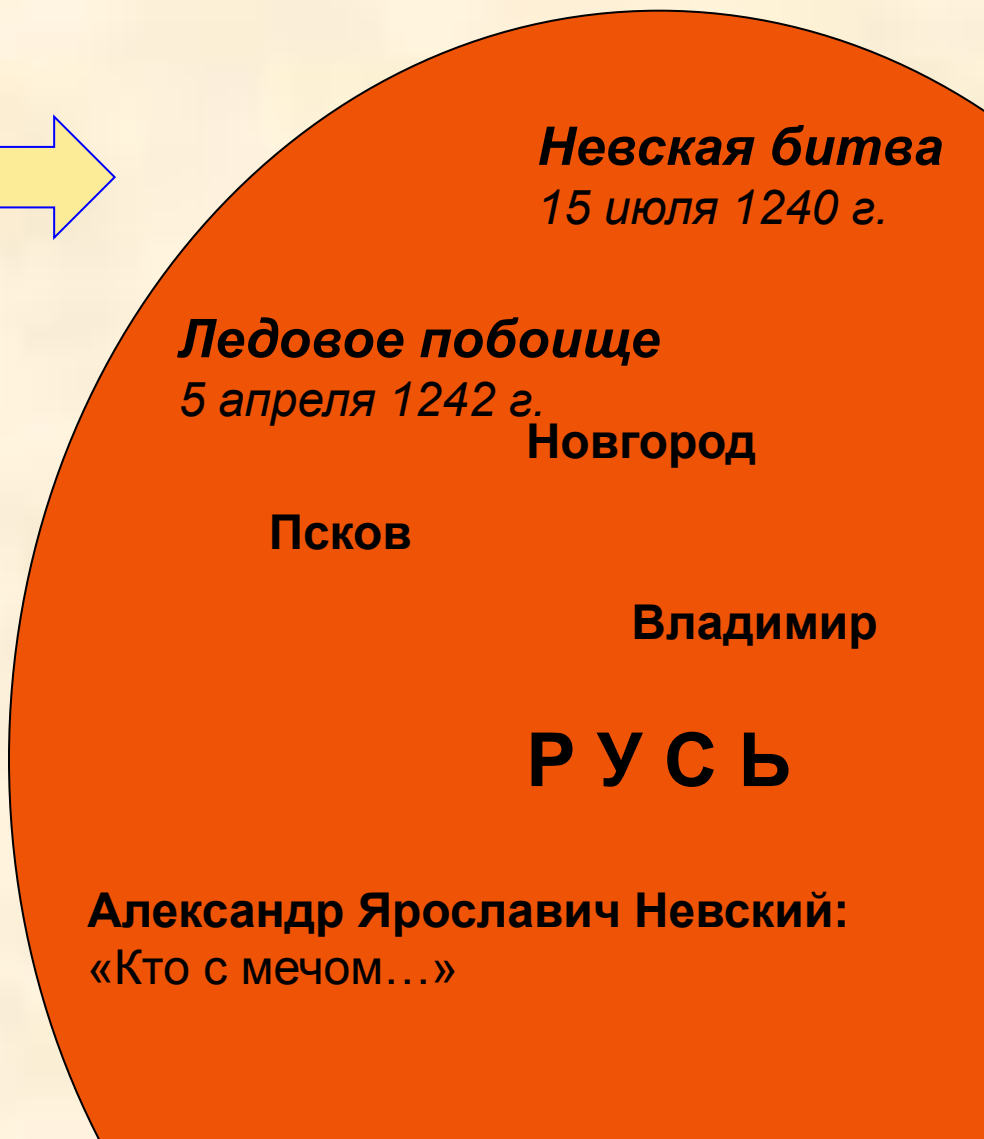 Невская битва
15 июля 1240 г.
Ледовое побоище
5 апреля 1242 г.
Новгород
Псков
Владимир
Р У С Ь
Александр Ярославич Невский:
«Кто с мечом…»